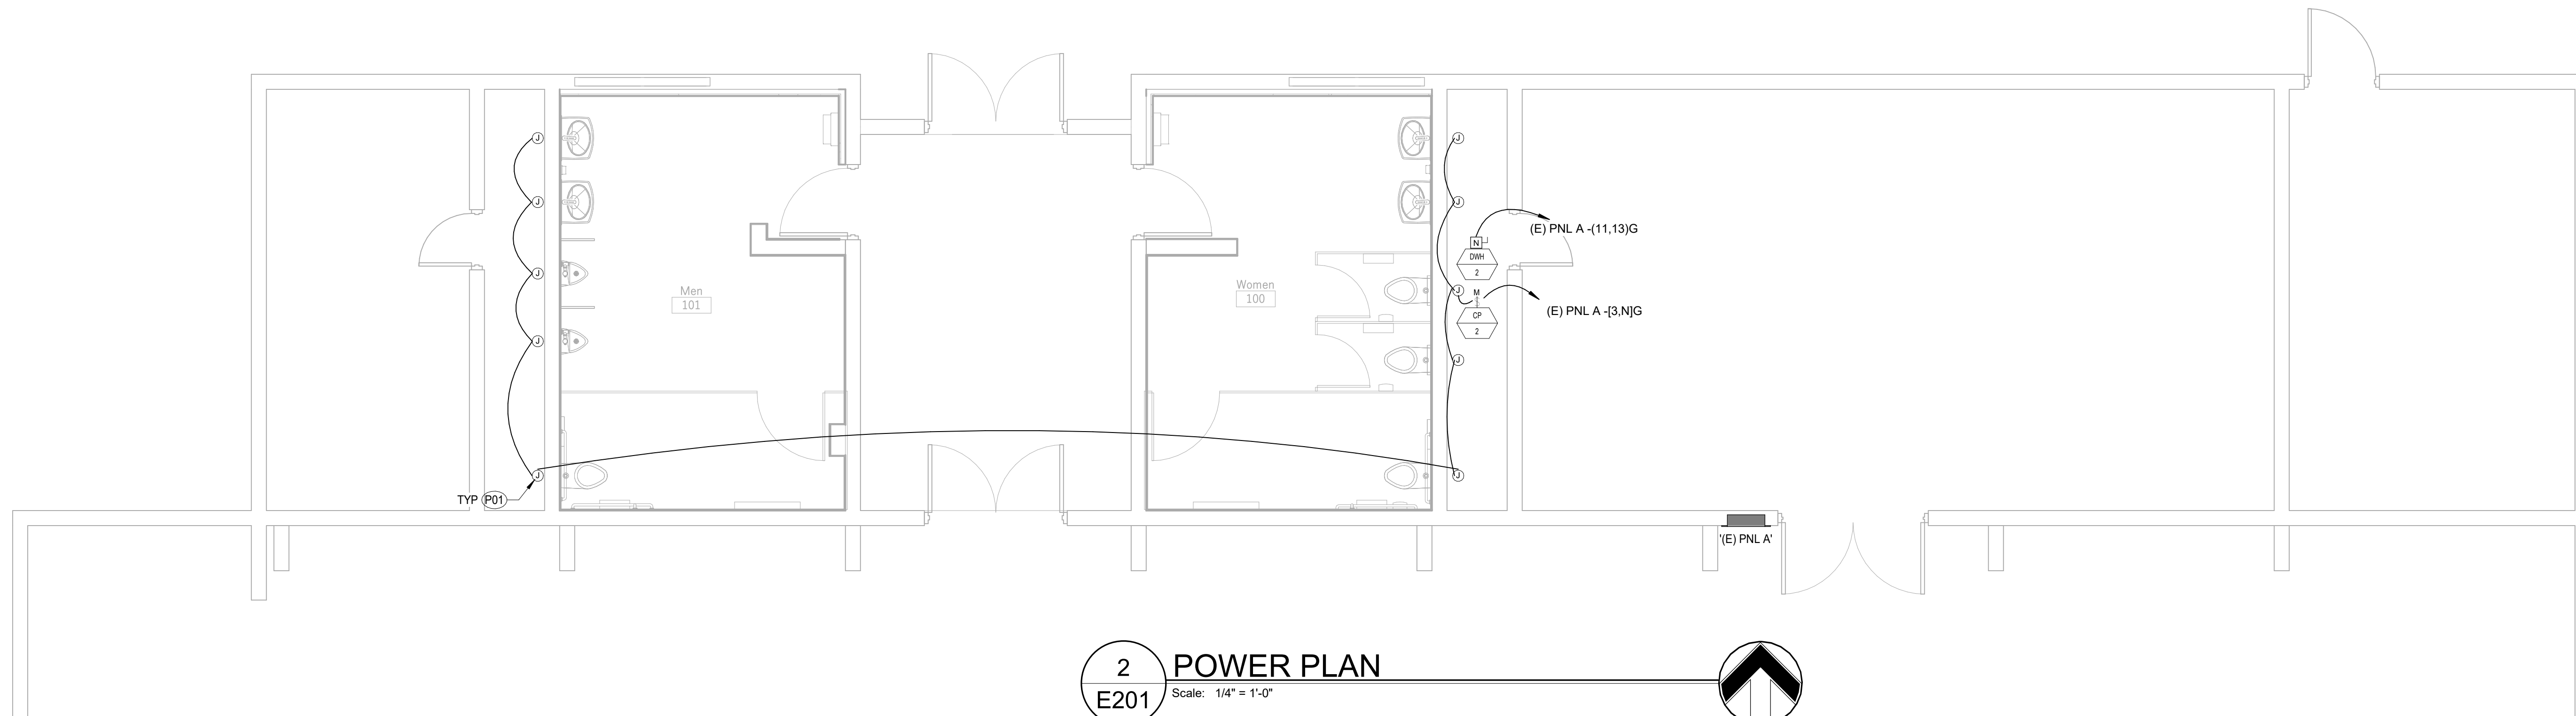 J
J
J
J
J
TYP P01
Men
101
Women
100
J
J
J
J
J
(E) PNL A -(11,13)G
N
DWH
2
M
$
CP
2
(E) PNL A -[3,N]G
'(E) PNL A'
2
E201
POWER PLAN
Scale: 1/4" = 1'-0"